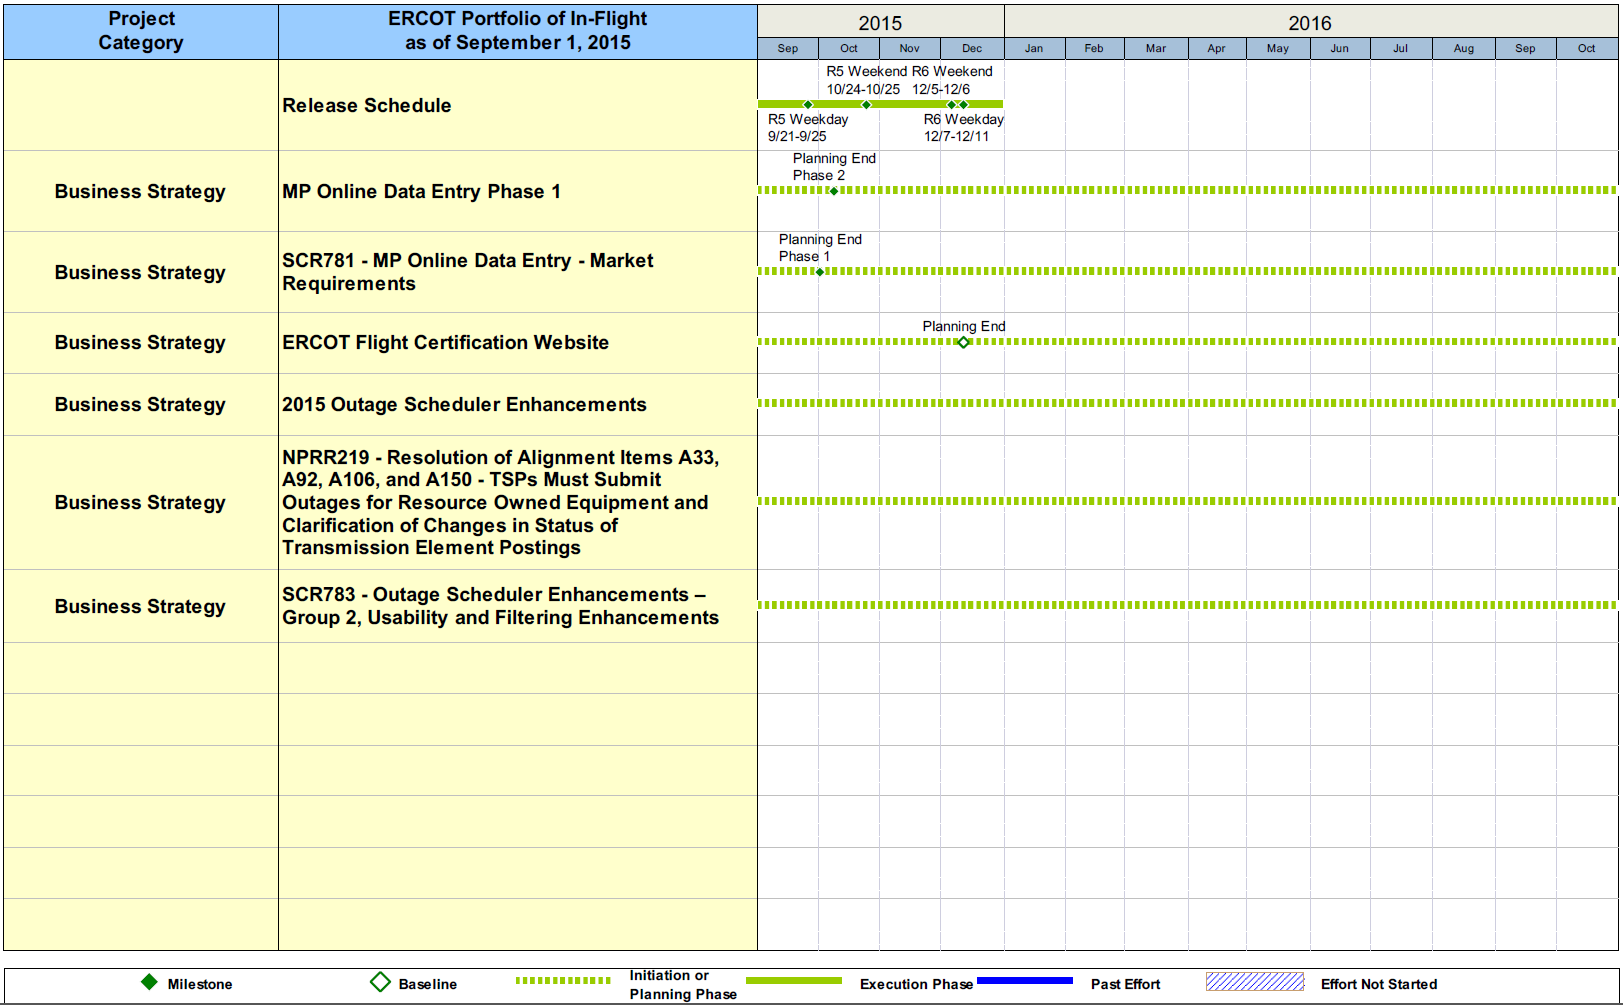 Project
Category
ERCOT Portfolio of In-Flight
as of September 1, 2015
2015
2016
Sep
Oct
Nov
Dec
Jan
Feb
Mar
Apr
May
Jun
Jul
Aug
Sep
Oct
Release Schedule
R5 Weekend
10/24-10/25
R6 Weekend
12/5-12/6
R5 Weekday
9/21-9/25
R6 Weekday
12/7-12/11
Business Strategy
MP Online Data Entry Phase 1
Planning End
Phase 2
Business Strategy
SCR781 - MP Online Data Entry - Market
Requirements
Planning End
Phase 1
Business Strategy
ERCOT Flight Certification Website
Planning End
Business Strategy
2015 Outage Scheduler Enhancements
Business Strategy
NPRR219 - Resolution of Alignment Items A33,
A92, A106, and A150 - TSPs Must Submit
Outages for Resource Owned Equipment and
Clarification of Changes in Status of
Transmission Element Postings
Business Strategy
SCR783 - Outage Scheduler Enhancements –
Group 2, Usability and Filtering Enhancements
Milestone
Baseline
Initiation or
Planning Phase
Execution Phase
Past Effort
Effort Not Started